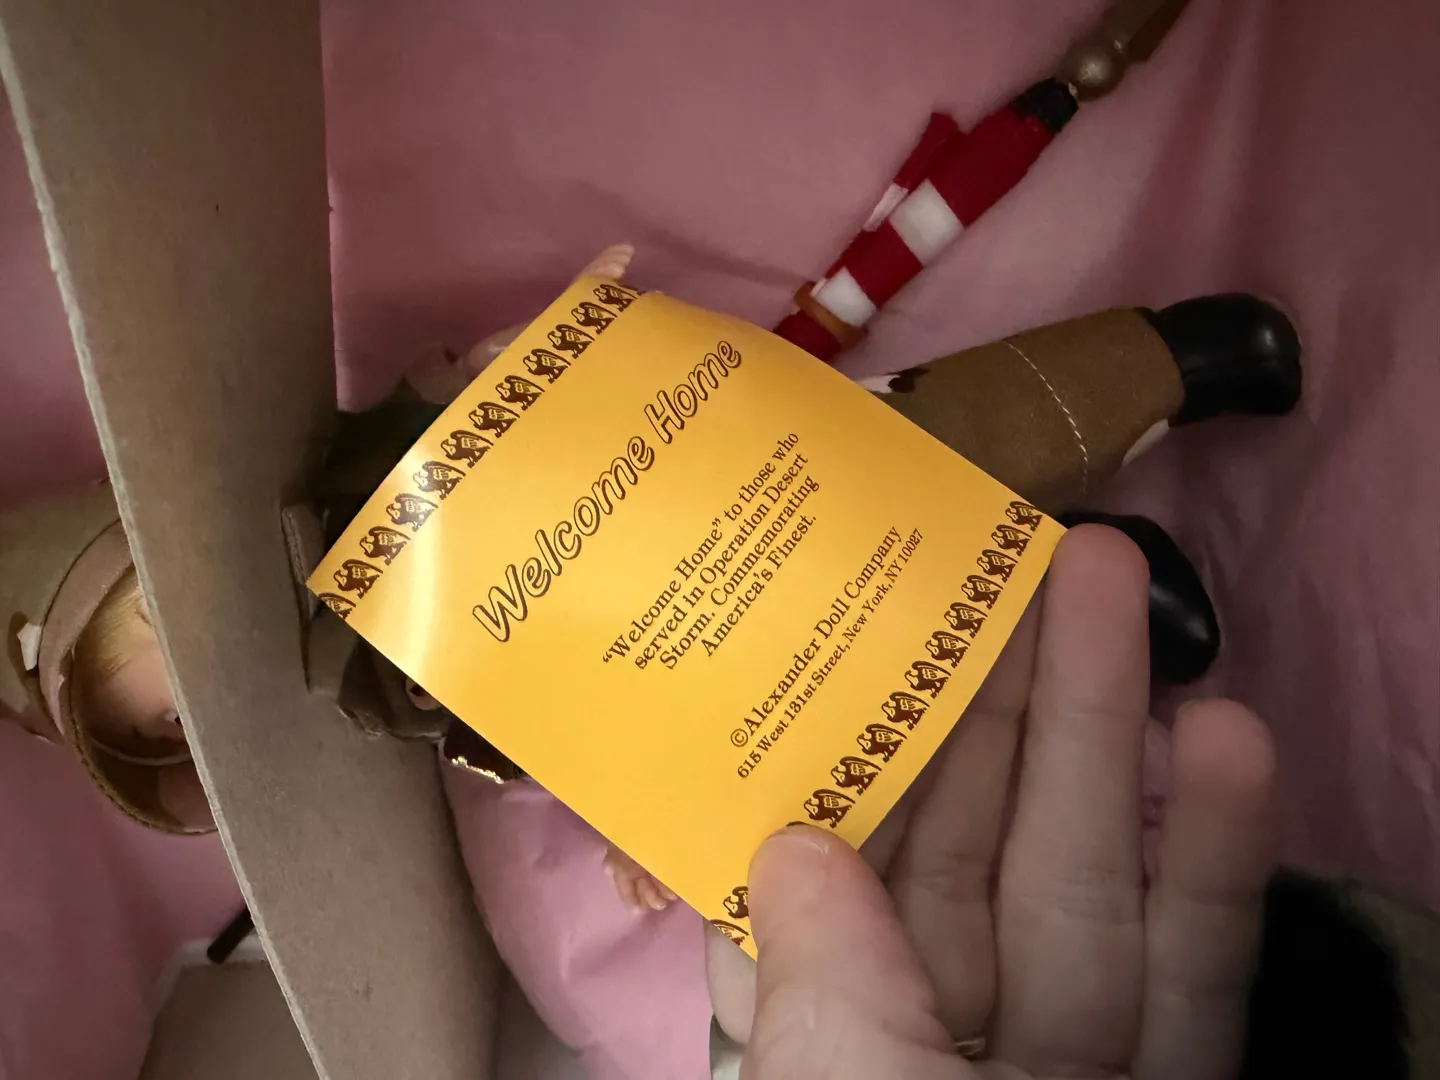 Welcome Home
“Welcome Home” to those who
served in Operation Desert
Storm, Commemorating
America's Finest.
©Alexander Doll Company
615 West 131st Street, New York, NY 10027